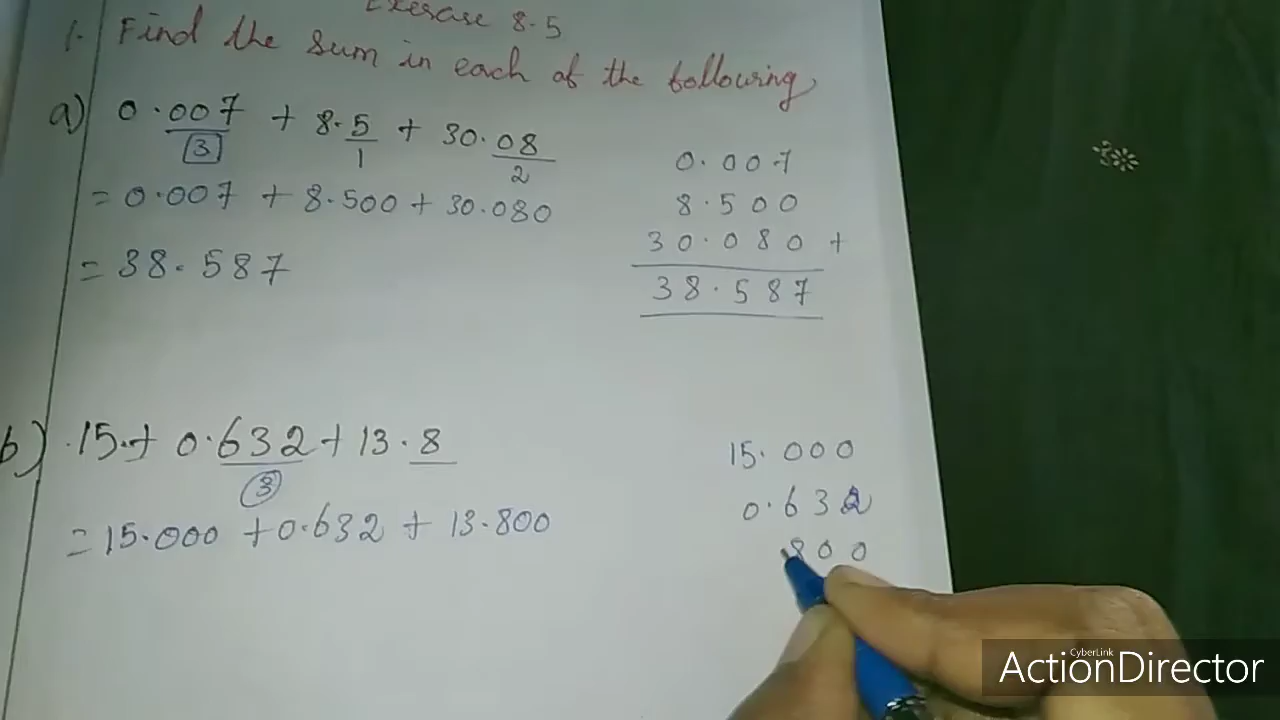 Exersase 8.5
1. Find the sum in each of the following,
a) 0.007 + 8.5 + 30.08
3 1 2
= 0.007 + 8.500 + 30.080
= 38.587
0.007
8.500
30.080 +
38.587
b) 15. + 0.632 + 13.8
3
= 15.000 + 0.632 + 13.800
15.000
0.632
800
CyberLink
ActionDirector